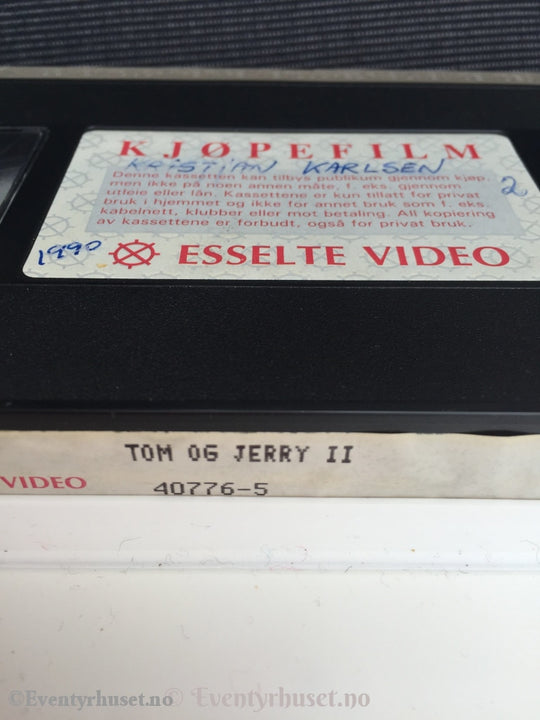 KJØPEFILM
KRISTIAN KARLSEN
Denne kassetten kan tilbys publikum gjennom kjøp,
men ikke på noen annen måte, f. eks. gjennom
utleie eller lån. Kassettene er kun tillatt for privat
bruk i hjemmet og ikke for annet bruk som f. eks.
kabelnett, klubber eller mot betaling. All kopiering
av kassettene er forbudt, også for privat bruk.
2
1990
ESSELTE VIDEO
TOM OG JERRY II
VIDEO
40776-5
©Eventyrhuset.no © Eventyrhuset.no